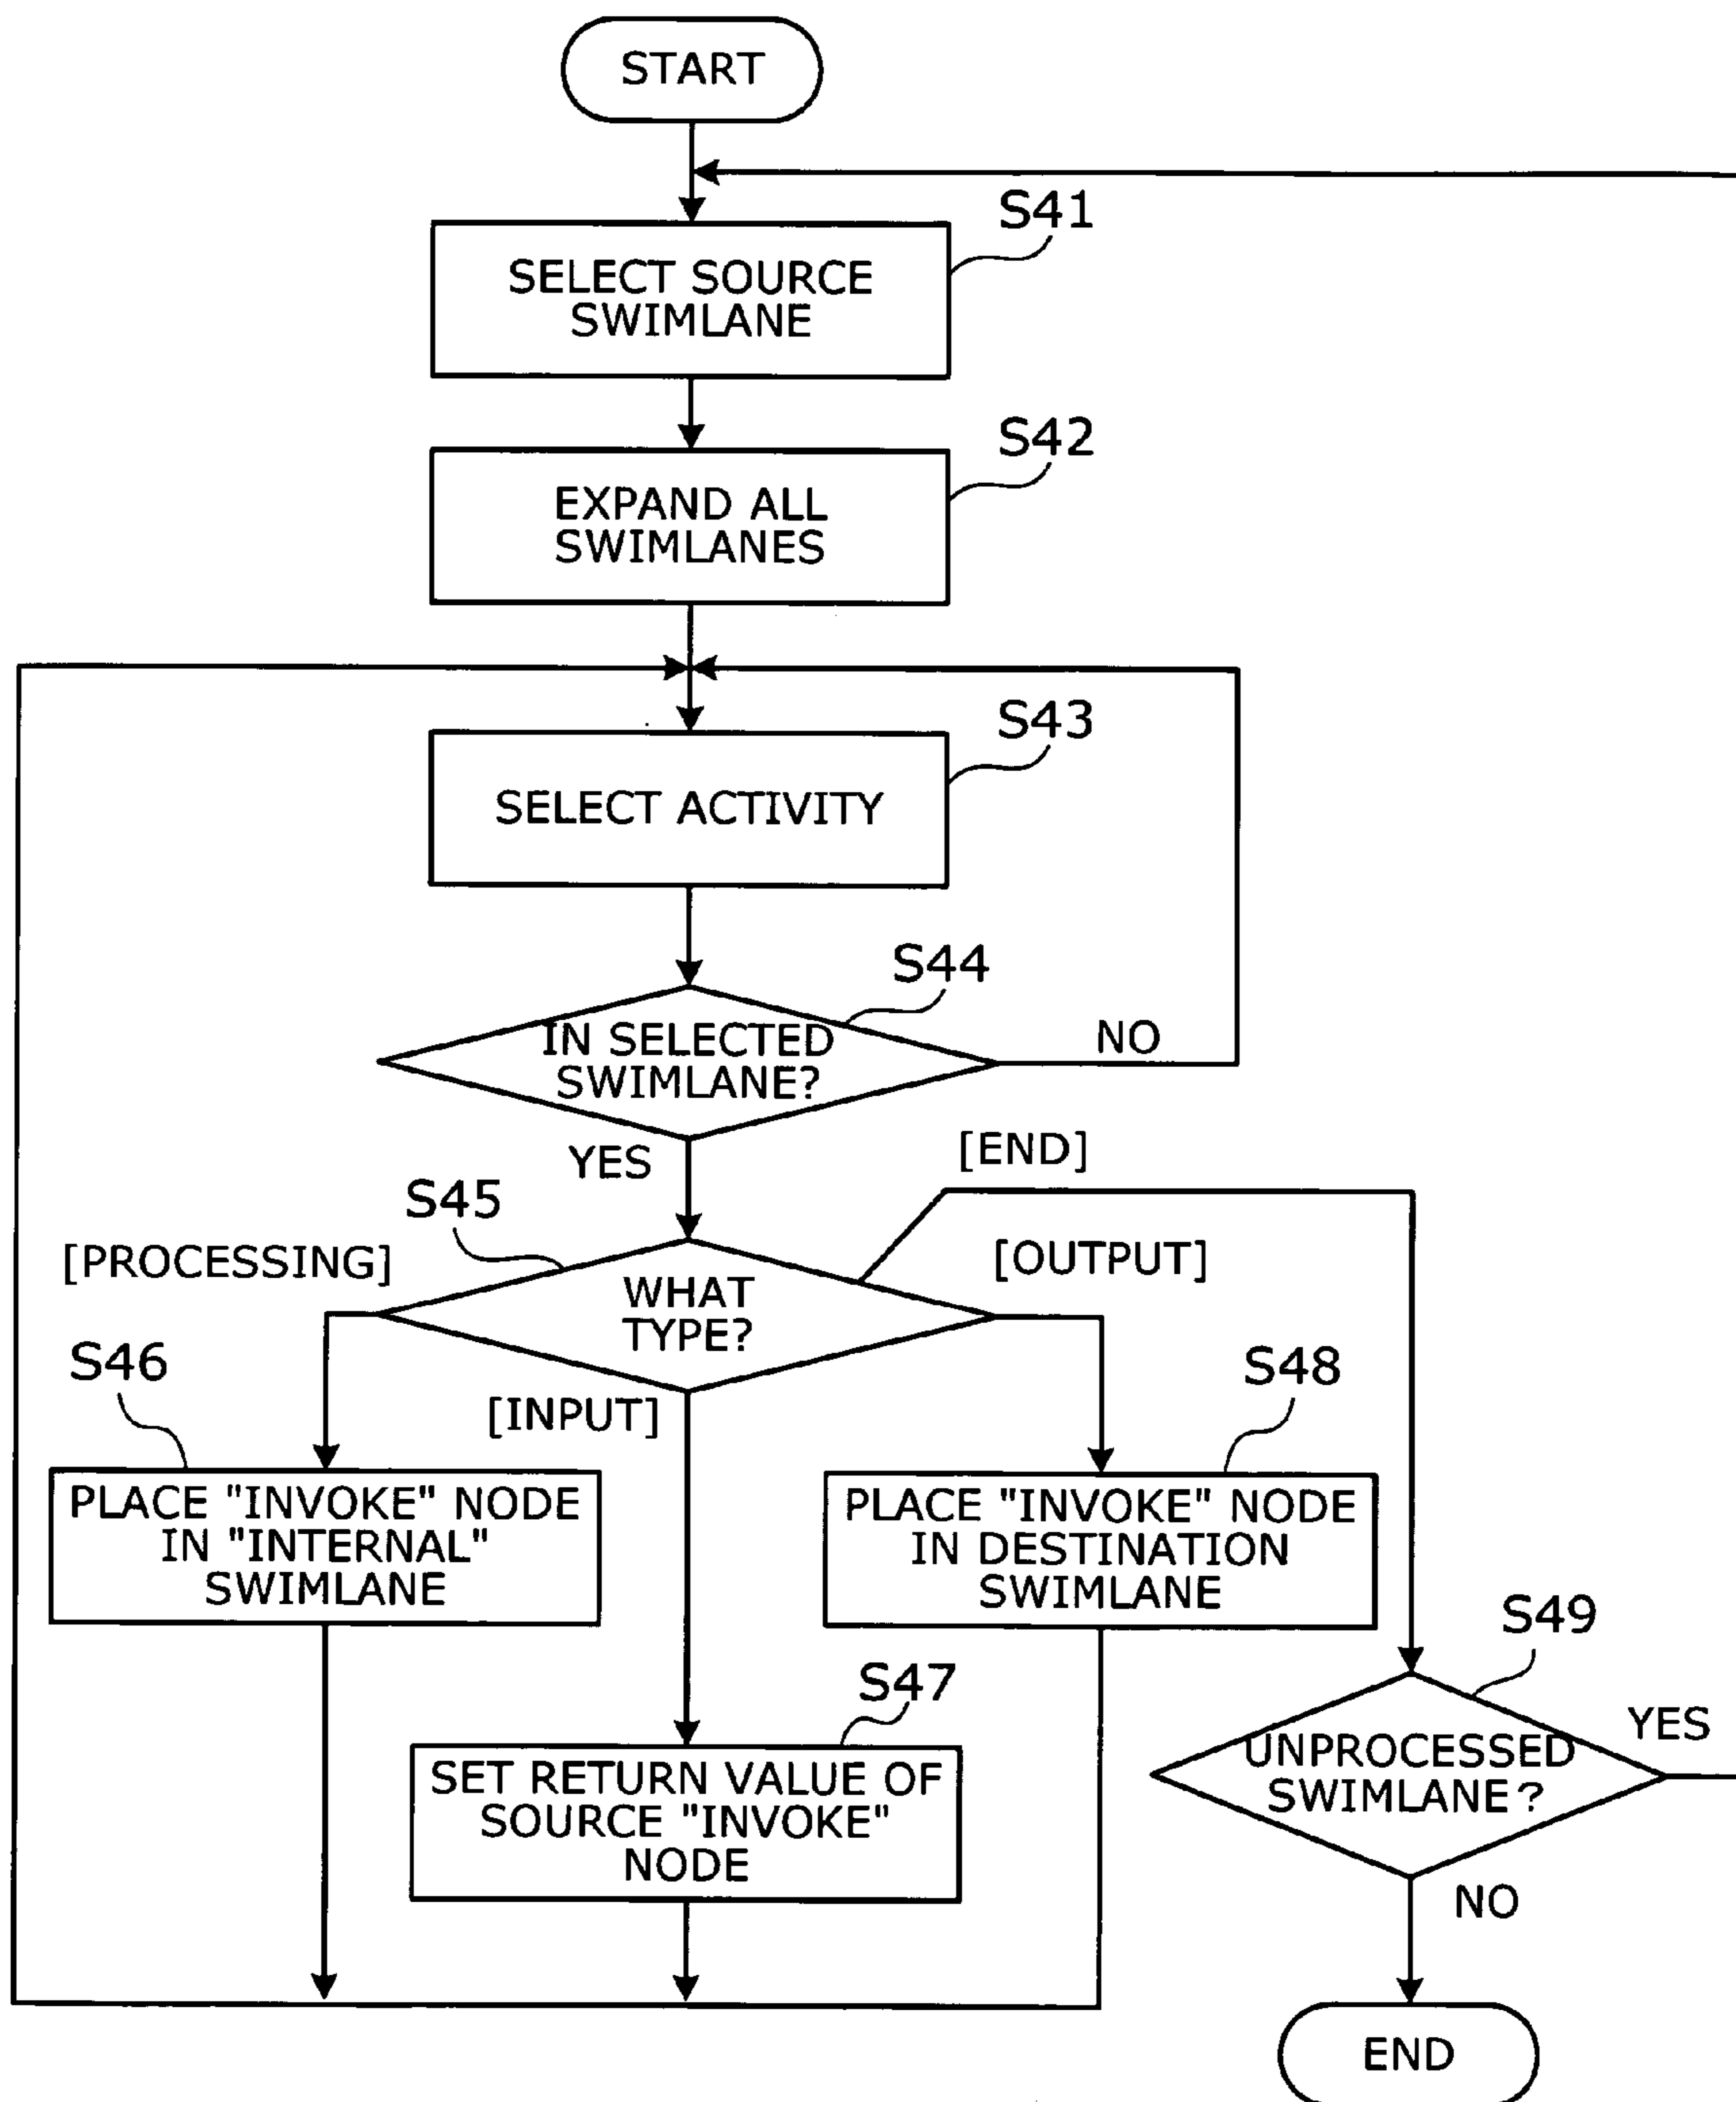 START
S41
SELECT SOURCE
SWIMLANE
S42
EXPAND ALL
SWIMLANES
S43
SELECT ACTIVITY
S44
IN SELECTED
SWIMLANE?
NO
YES
[END]
S45
[PROCESSING]
[OUTPUT]
WHAT
TYPE?
S46
S48
[INPUT]
PLACE "INVOKE" NODE
IN "INTERNAL"
SWIMLANE
PLACE "INVOKE" NODE
IN DESTINATION
SWIMLANE
S49
S47
YES
SET RETURN VALUE OF
SOURCE "INVOKE"
NODE
UNPROCESSED
SWIMLANE?
NO
END